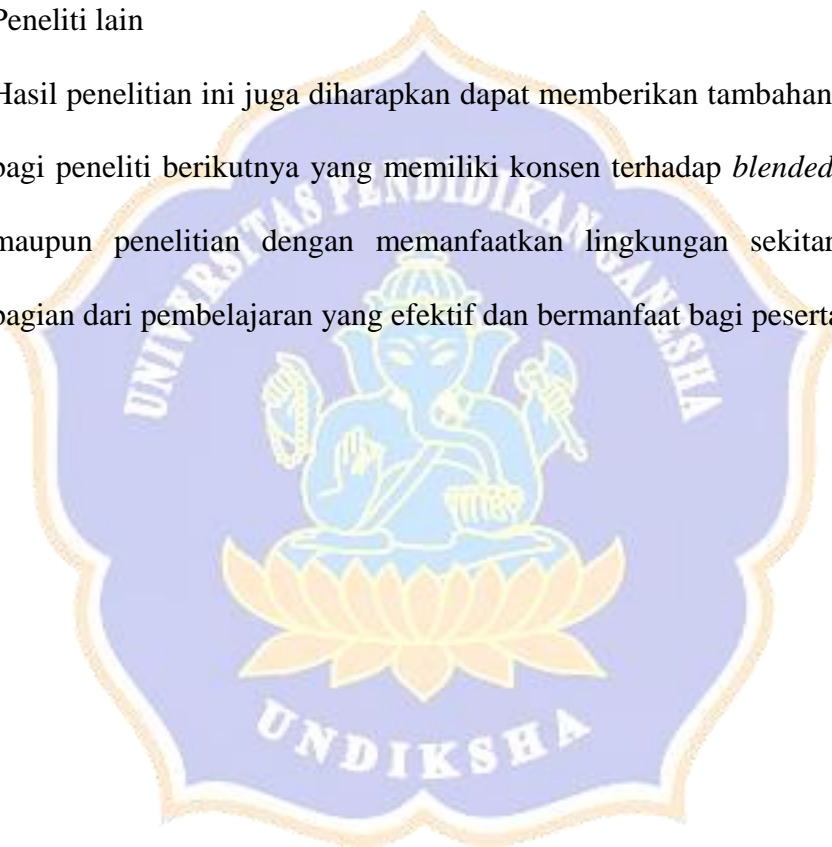 Peneliti lain
Hasil penelitian ini juga diharapkan dapat memberikan tambahan
bagi peneliti berikutnya yang memiliki konsen terhadap blended
maupun penelitian dengan memanfaatkan lingkungan sekitar
bagian dari pembelajaran yang efektif dan bermanfaat bagi peserta
UNIVERSITAS PENDIDIKAN GANESHA
UNDIKSHA